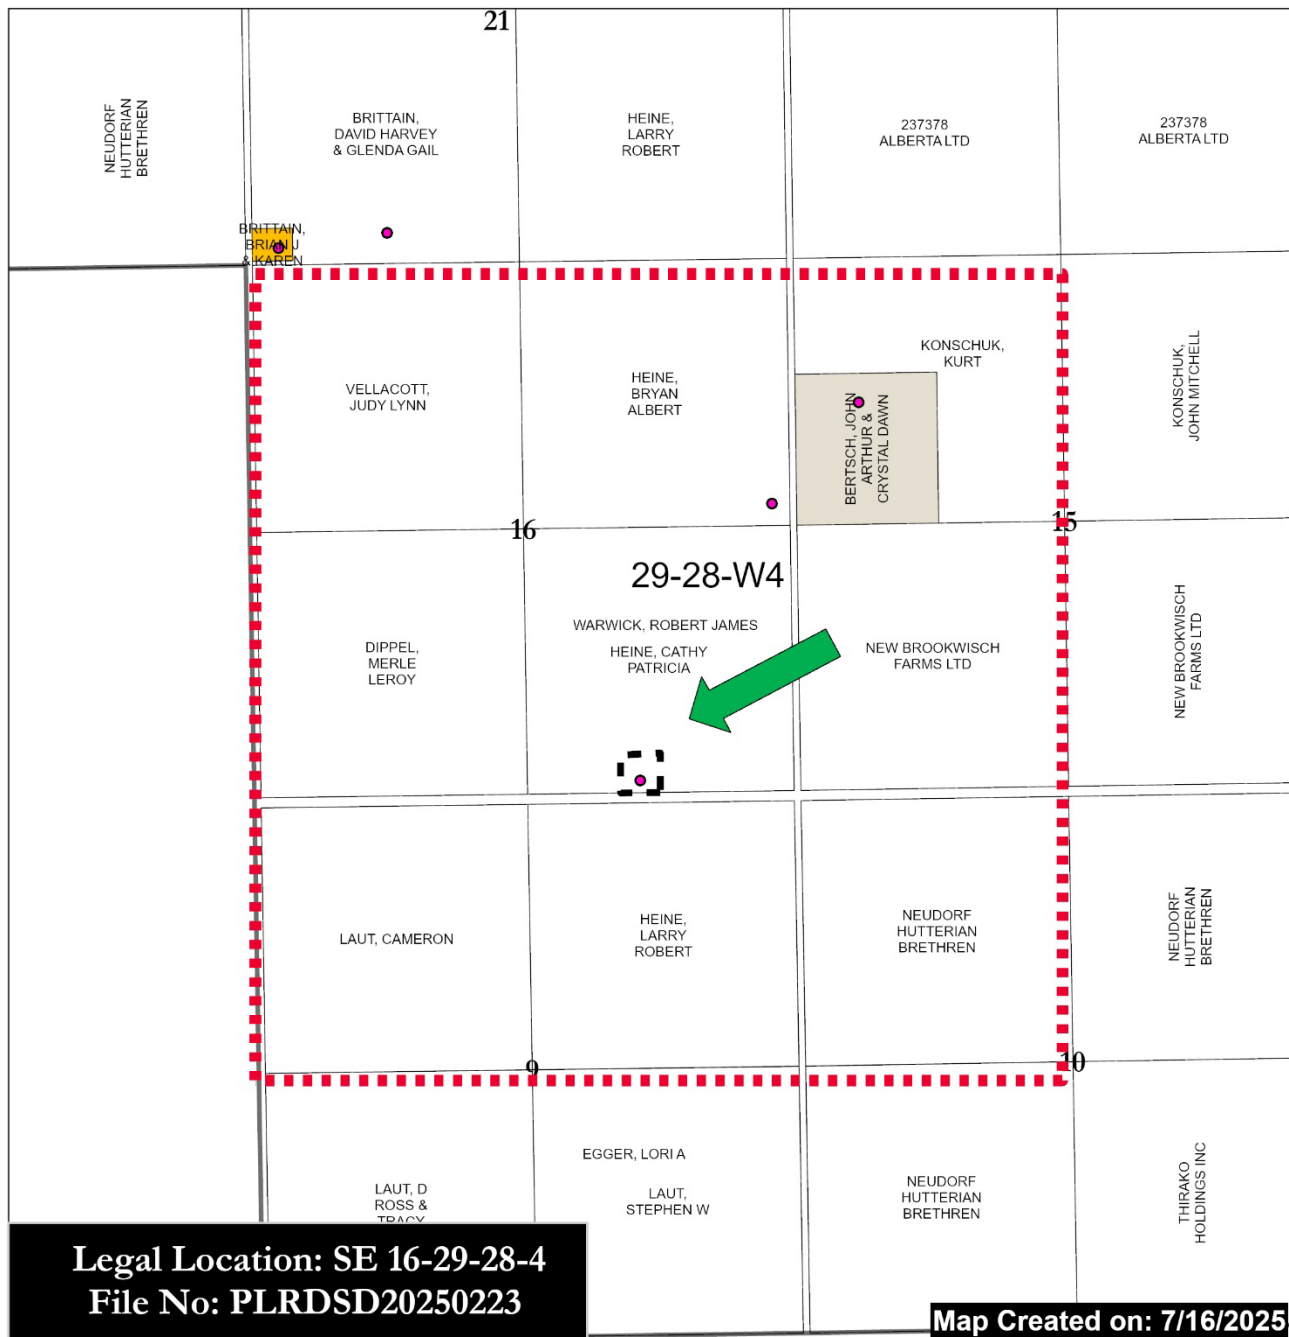 21
NEUDORF
HUTTERIAN
BRETHREN
BRITTAIN,
DAVID HARVEY
& GLENDA GAIL
HEINE,
LARRY
ROBERT
237378
ALBERTA LTD
237378
ALBERTA LTD
BRITTAIN,
BRIAN J
& KAREN
VELLACOTT,
JUDY LYNN
HEINE,
BRYAN
ALBERT
KONSCHUK,
KURT
BERTSCH, JOHN
ARTHUR &
CRYSTAL DAWN
KONSCHUK,
JOHN MITCHELL
16
15
29-28-W4
DIPPEL,
MERLE
LEROY
WARWICK, ROBERT JAMES
HEINE, CATHY
PATRICIA
NEW BROOKWISCH
FARMS LTD
NEW BROOKWISCH
FARMS LTD
LAUT, CAMERON
HEINE,
LARRY
ROBERT
NEUDORF
HUTTERIAN
BRETHREN
NEUDORF
HUTTERIAN
BRETHREN
9
10
LAUT, D
ROSS &
TRACY
EGGER, LORI A
LAUT,
STEPHEN W
NEUDORF
HUTTERIAN
BRETHREN
THIRAKO
HOLDINGS INC
Legal Location: SE 16-29-28-4
File No: PLRDSD20250223
Map Created on: 7/16/2025